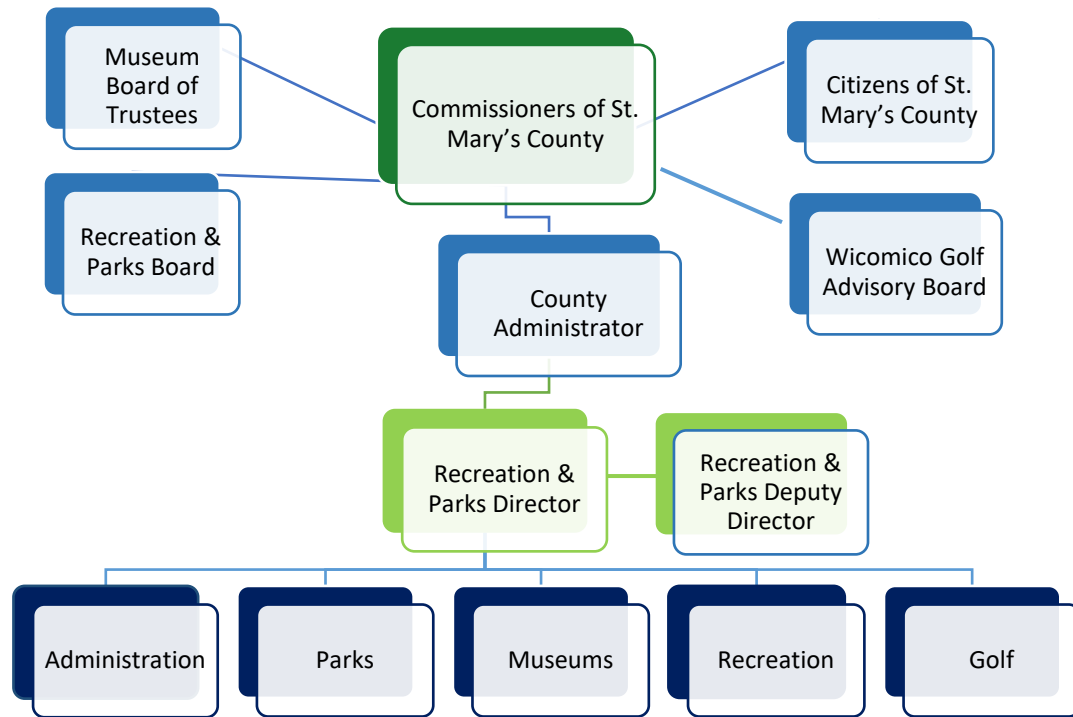 Museum
Board of
Trustees
Commissioners of St.
Mary’s County
Citizens of St.
Mary’s County
Recreation &
Parks Board
Wicomico Golf
Advisory Board
County
Administrator
Recreation &
Parks Director
Recreation &
Parks Deputy
Director
Administration
Parks
Museums
Recreation
Golf